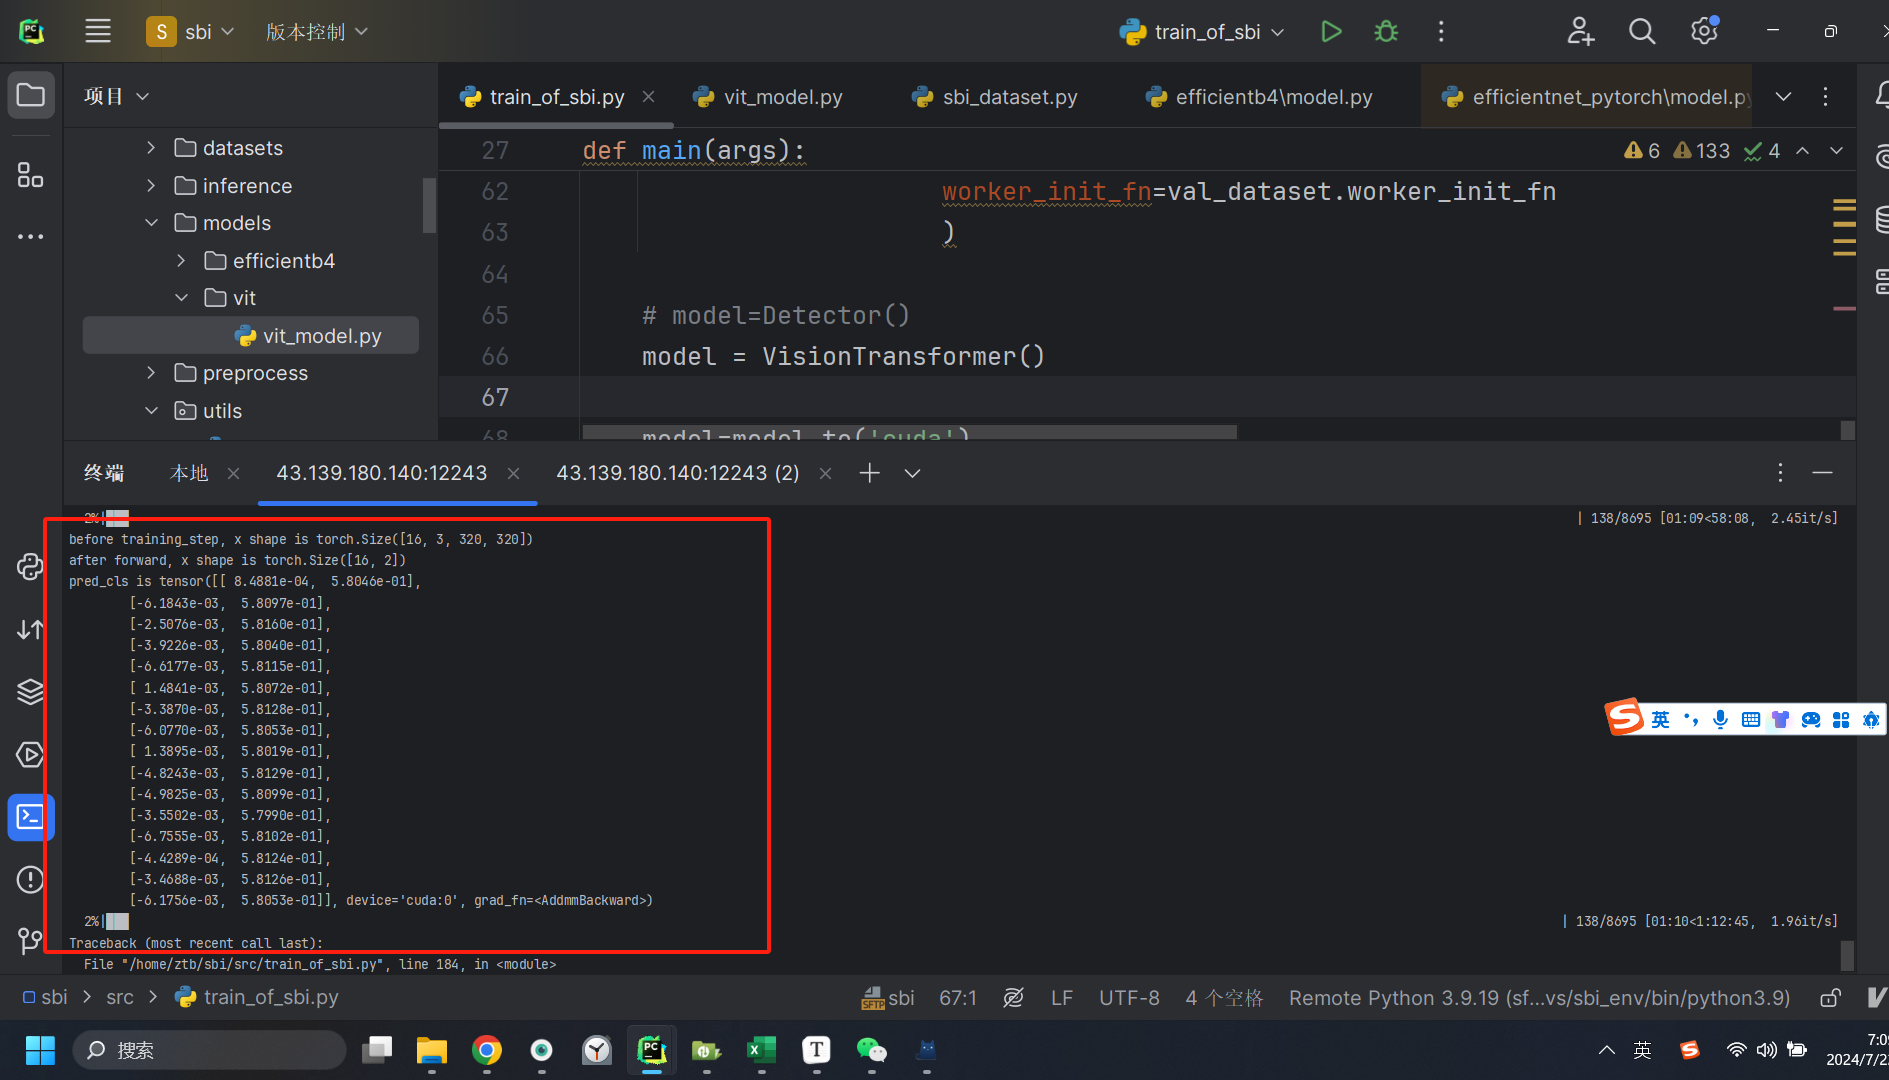 PC
S sbi 版本控制 train_of_sbi
项目
train_of_sbi.py vit_model.py sbi_dataset.py efficientb4\model.py efficientnet_pytorch\model.py
datasets
inference
models
efficientb4
vit
vit_model.py
preprocess
utils
27 def main(args): 6 133 4
62 worker_init_fn=val_dataset.worker_init_fn
63 )
64
65 # model=Detector()
66 model = VisionTransformer()
67
68 model=model.to('cuda')
终端 本地 43.139.180.140:12243 43.139.180.140:12243 (2)
2%| | 138/8695 [01:09<58:08, 2.45it/s]
before training_step, x shape is torch.Size([16, 3, 320, 320])
after forward, x shape is torch.Size([16, 2])
pred_cls is tensor([[ 8.4881e-04, 5.8046e-01],
[-6.1843e-03, 5.8097e-01],
[-2.5076e-03, 5.8160e-01],
[-3.9226e-03, 5.8040e-01],
[-6.6177e-03, 5.8115e-01],
[ 1.4841e-03, 5.8072e-01],
[-3.3870e-03, 5.8128e-01],
[-6.0770e-03, 5.8053e-01],
[ 1.3895e-03, 5.8019e-01],
[-4.8243e-03, 5.8129e-01],
[-4.9825e-03, 5.8099e-01],
[-3.5502e-03, 5.7990e-01],
[-6.7555e-03, 5.8102e-01],
[-4.4289e-04, 5.8124e-01],
[-3.4688e-03, 5.8126e-01],
[-6.1756e-03, 5.8053e-01]], device='cuda:0', grad_fn=<AddmmBackward>)
2%| | 138/8695 [01:10<1:12:45, 1.96it/s]
Traceback (most recent call last):
File "/home/ztb/sbi/src/train_of_sbi.py", line 184, in <module>
S 英
sbi > src > train_of_sbi.py SFTP sbi 67:1 LF UTF-8 4 个空格 Remote Python 3.9.19 (sf...vs/sbi_env/bin/python3.9)
搜索 PC T 英 S 7:0
2024/7/2